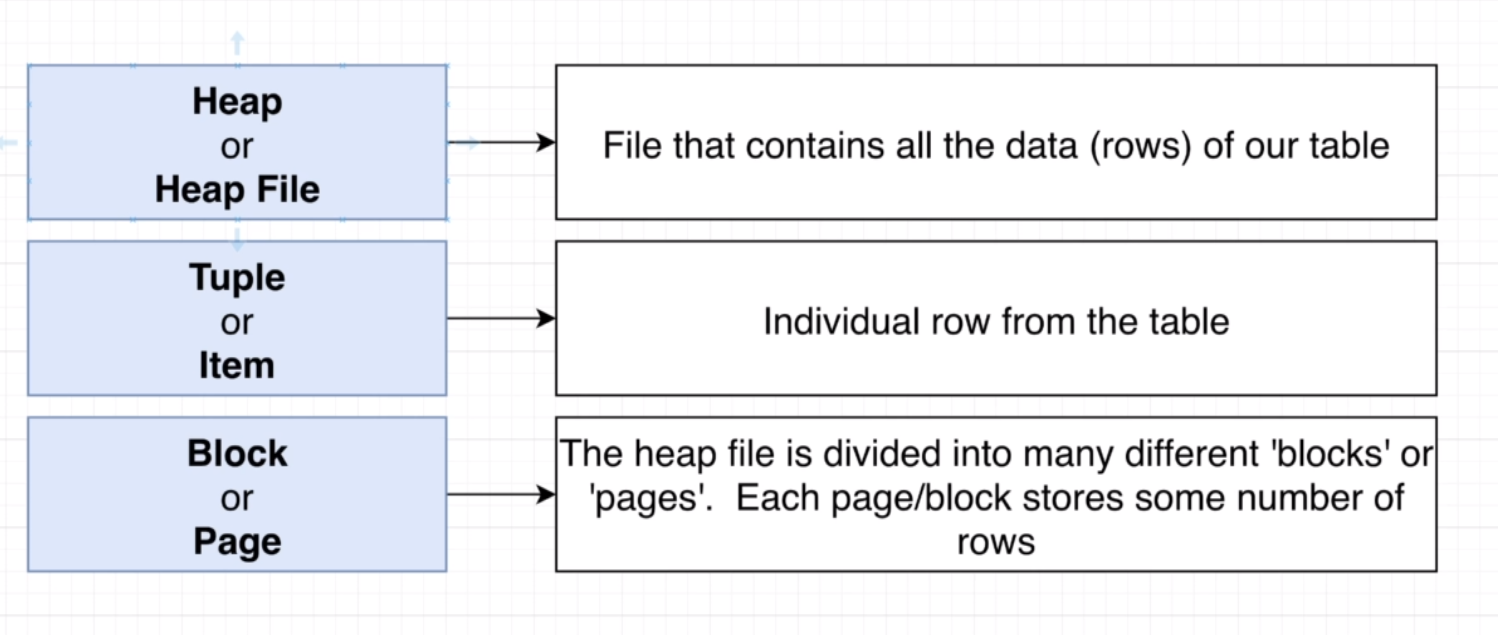 Heap
or
Heap File
File that contains all the data (rows) of our table
Tuple
or
Item
Individual row from the table
Block
or
Page
The heap file is divided into many different 'blocks' or
'pages'.  Each page/block stores some number of
rows